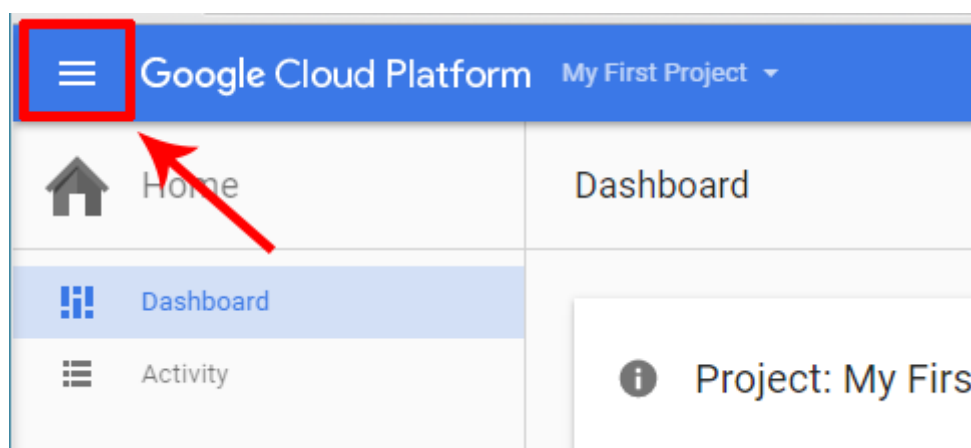 Google Cloud Platform My First Project
Home
Dashboard
Dashboard
Activity
Project: My Firs